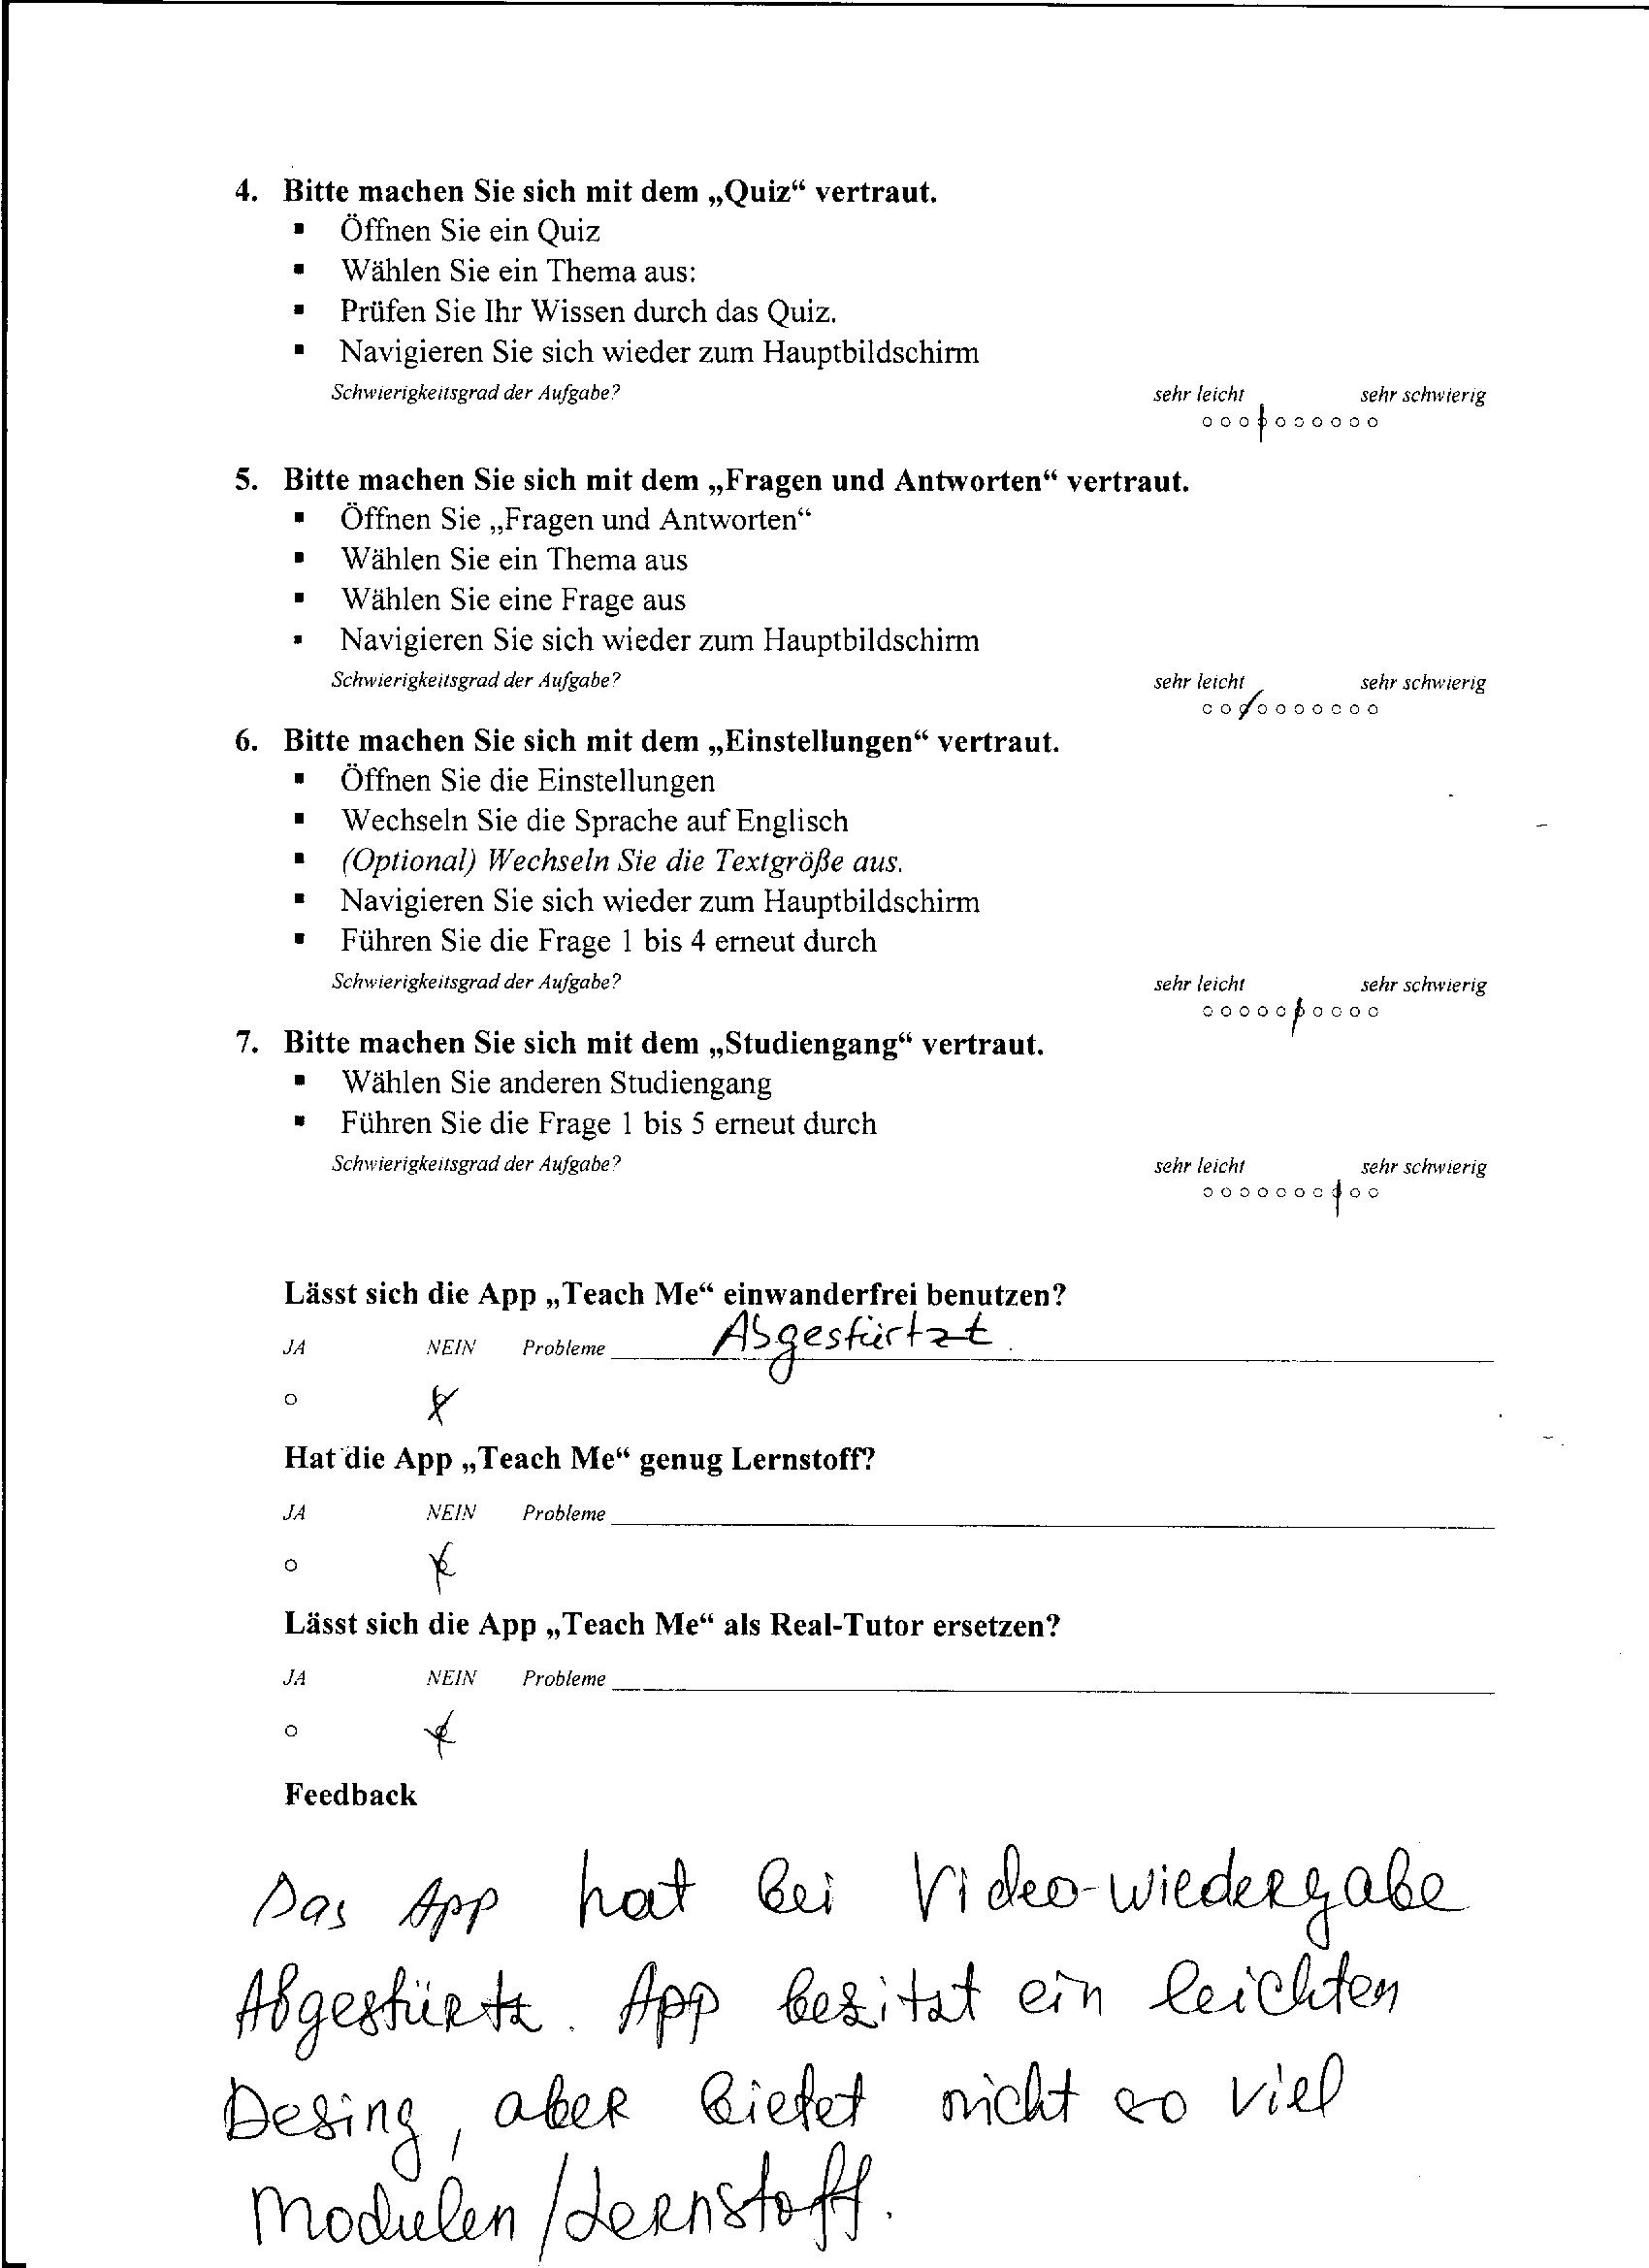 4. Bitte machen Sie sich mit dem „Quiz“ vertraut.
▪ Öffnen Sie ein Quiz
▪ Wählen Sie ein Thema aus:
▪ Prüfen Sie Ihr Wissen durch das Quiz.
▪ Navigieren Sie sich wieder zum Hauptbildschirm
Schwierigkeitsgrad der Aufgabe? sehr leicht sehr schwierig
5. Bitte machen Sie sich mit dem „Fragen und Antworten“ vertraut.
▪ Öffnen Sie „Fragen und Antworten“
▪ Wählen Sie ein Thema aus
▪ Wählen Sie eine Frage aus
▪ Navigieren Sie sich wieder zum Hauptbildschirm
Schwierigkeitsgrad der Aufgabe? sehr leicht sehr schwierig
6. Bitte machen Sie sich mit dem „Einstellungen“ vertraut.
▪ Öffnen Sie die Einstellungen
▪ Wechseln Sie die Sprache auf Englisch
▪ (Optional) Wechseln Sie die Textgröße aus.
▪ Navigieren Sie sich wieder zum Hauptbildschirm
▪ Führen Sie die Frage 1 bis 4 erneut durch
Schwierigkeitsgrad der Aufgabe? sehr leicht sehr schwierig
7. Bitte machen Sie sich mit dem „Studiengang“ vertraut.
▪ Wählen Sie anderen Studiengang
▪ Führen Sie die Frage 1 bis 5 erneut durch
Schwierigkeitsgrad der Aufgabe? sehr leicht sehr schwierig
Lässt sich die App „Teach Me“ einwanderfrei benutzen?
JA NEIN Probleme Abgestürtzt.
Hat die App „Teach Me“ genug Lernstoff?
JA NEIN Probleme
Lässt sich die App „Teach Me“ als Real-Tutor ersetzen?
JA NEIN Probleme
Feedback
Das App hat bei Video-wiedergabe
Abgestürtz. App besitzt ein leichten
Desing, aber bietet nicht so viel
Modulen/Lernstoff.